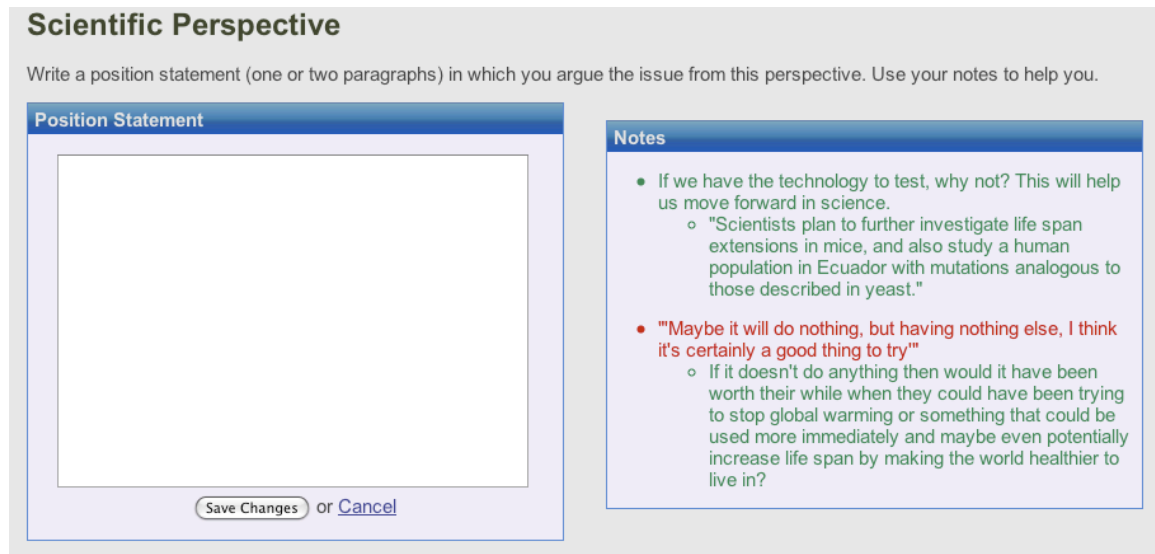 Scientific Perspective
Write a position statement (one or two paragraphs) in which you argue the issue from this perspective. Use your notes to help you.
Position Statement
Save Changes or Cancel
Notes
• If we have the technology to test, why not? This will help
us move forward in science.
○ "Scientists plan to further investigate life span
extensions in mice, and also study a human
population in Ecuador with mutations analogous to
those described in yeast."
• "'Maybe it will do nothing, but having nothing else, I think
it's certainly a good thing to try'"
○ If it doesn't do anything then would it have been
worth their while when they could have been trying
to stop global warming or something that could be
used more immediately and maybe even potentially
increase life span by making the world healthier to
live in?